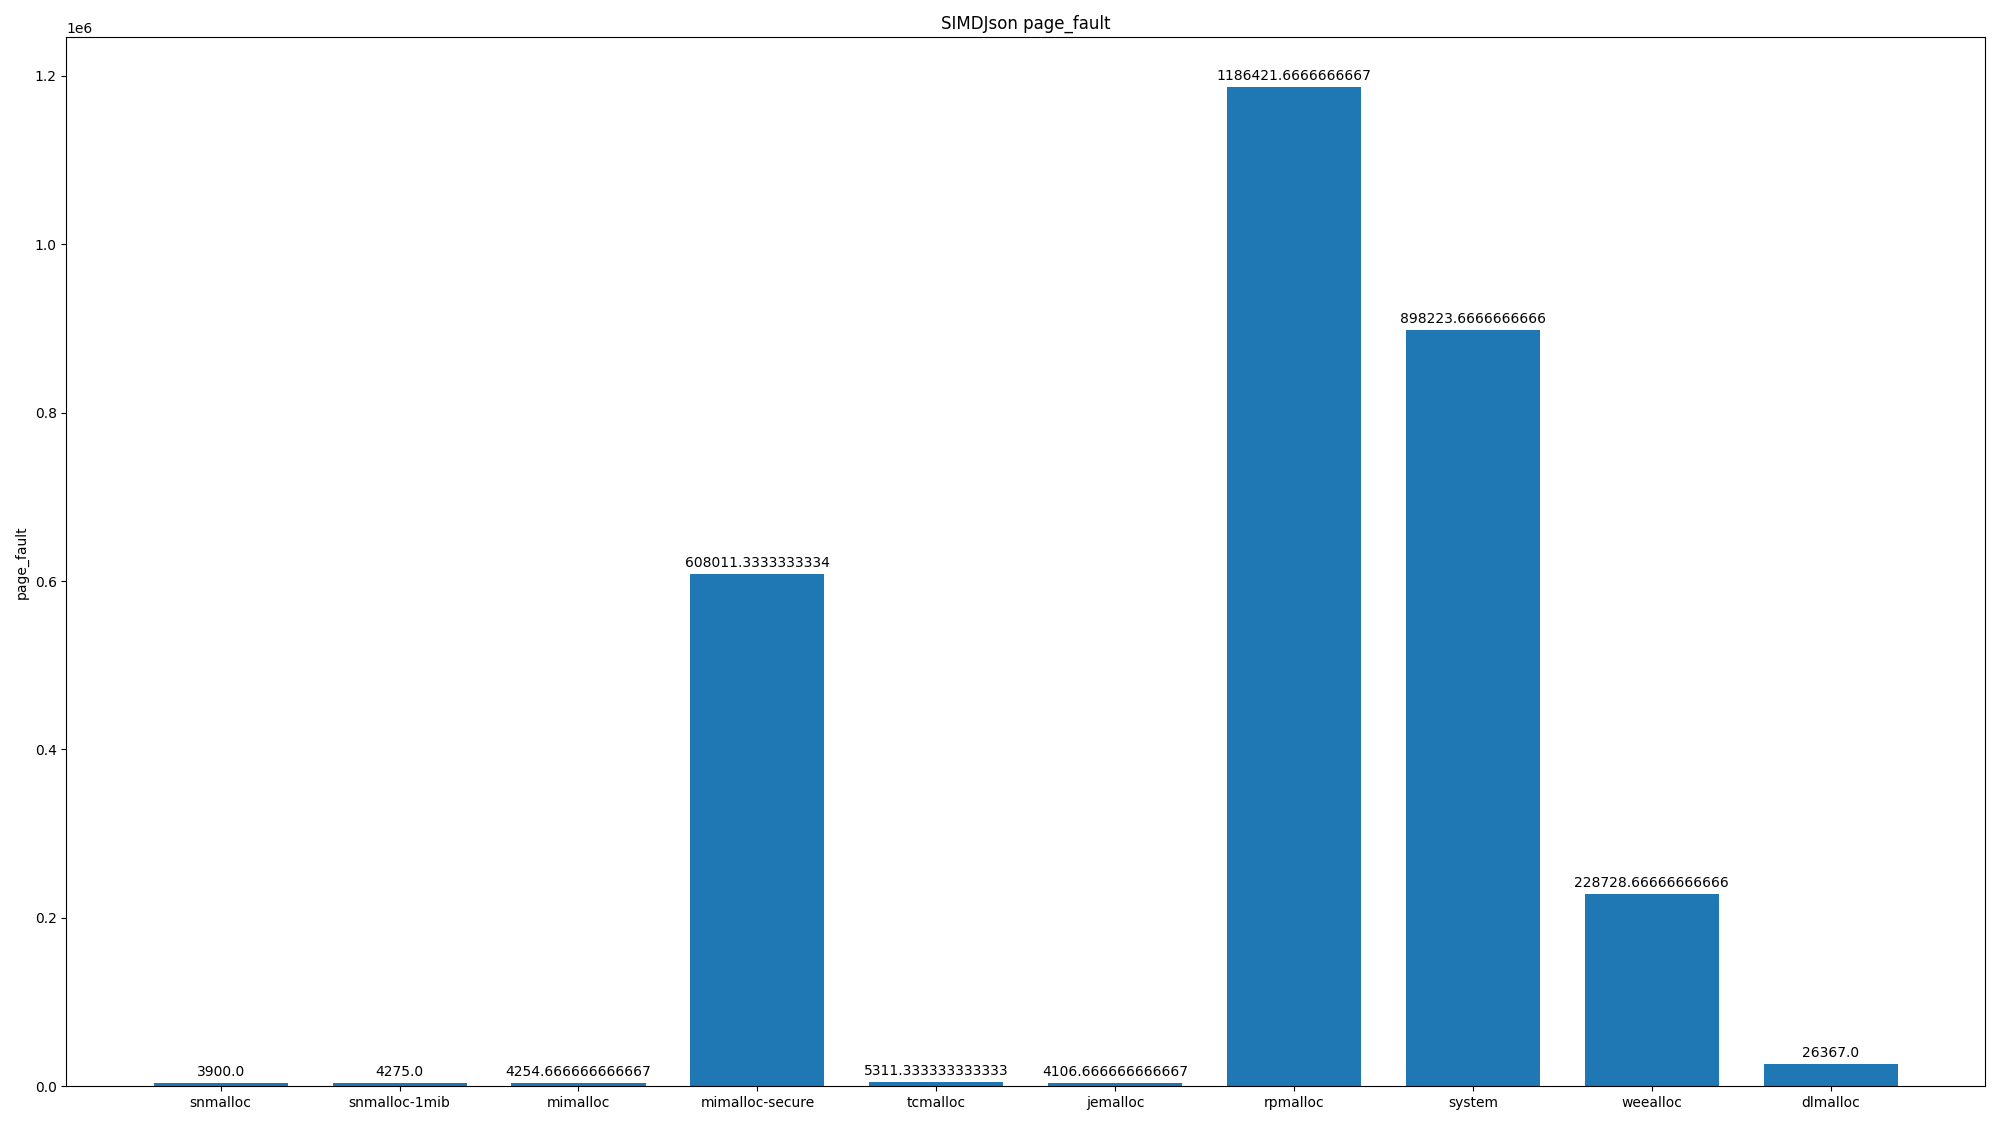 SIMDJson page_fault
1e6
1.2
1.0
0.8
0.6
0.4
0.2
0.0
page_fault
3900.0
4275.0
4254.666666666667
608011.3333333334
5311.333333333333
4106.666666666667
1186421.6666666667
898223.6666666666
228728.66666666666
26367.0
snmalloc
snmalloc-1mib
mimalloc
mimalloc-secure
tcmalloc
jemalloc
rpmalloc
system
weealloc
dlmalloc